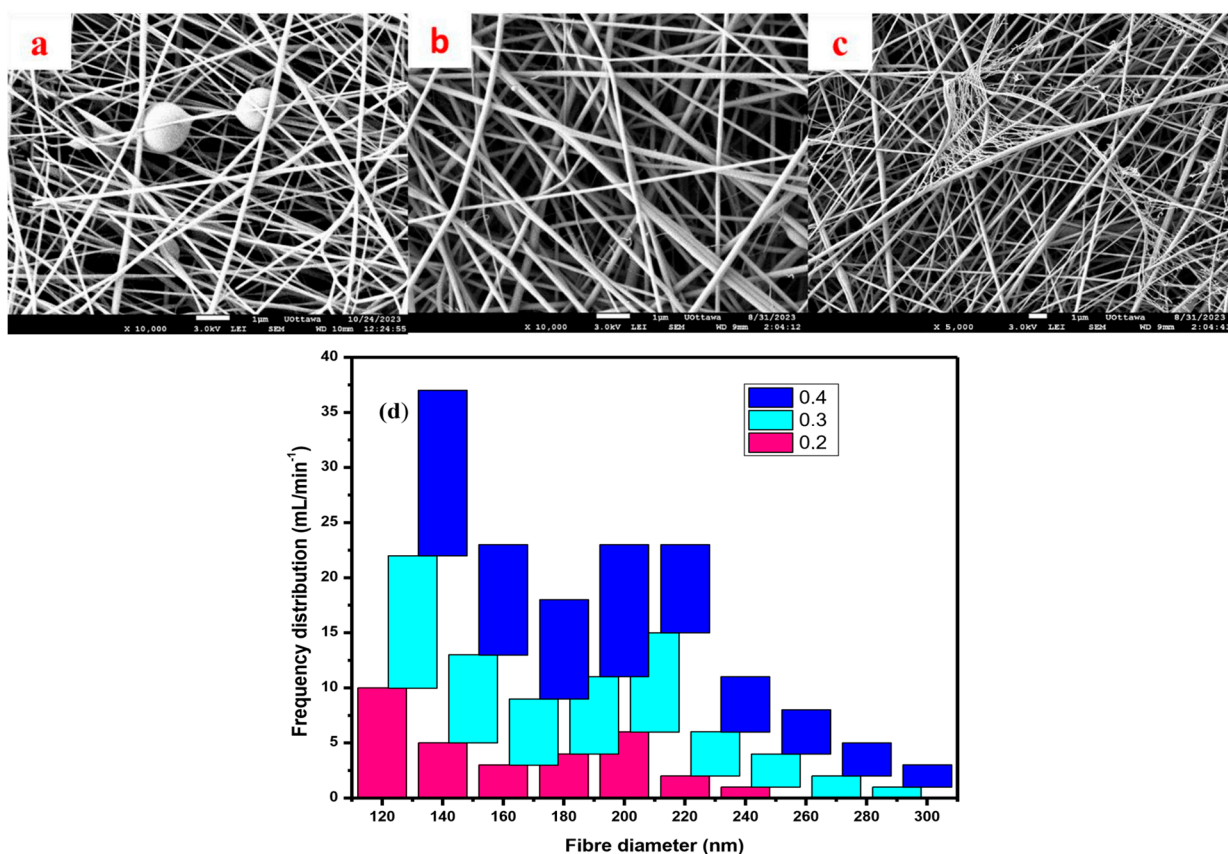 a
b
c
1µm UOttawa 10/24/2023
X 10,000 3.0kV LEI SEM WD 10mm 12:24:55
1µm UOttawa 8/31/2023
X 10,000 3.0kV LEI SEM WD 9mm 2:04:12
1µm UOttawa 8/31/2023
X 5,000 3.0kV LEI SEM WD 9mm
(d)
0.4
0.3
0.2
Frequency distribution (mL/min⁻¹)
40
35
30
25
20
15
10
5
0
120 140 160 180 200 220 240 260 280 300
Fibre diameter (nm)